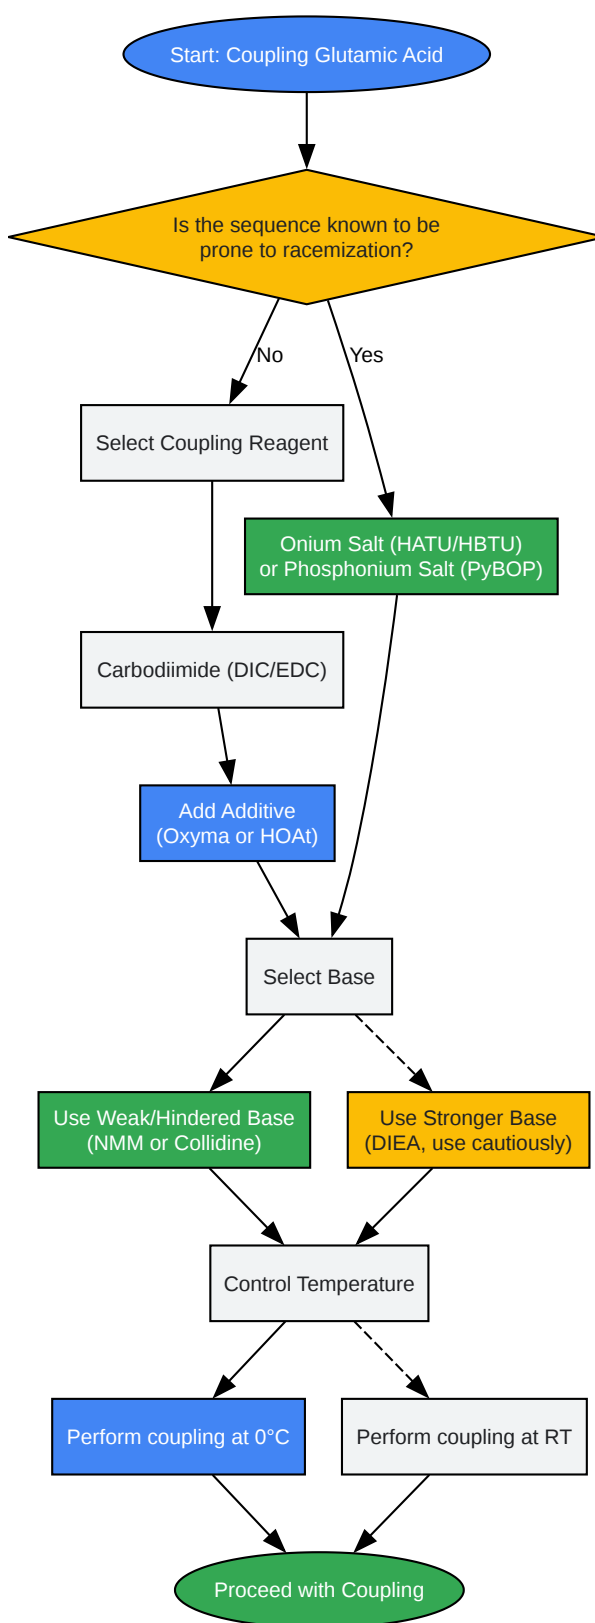 Start: Coupling Glutamic Acid
Is the sequence known to be
prone to racemization?
No
Yes
Select Coupling Reagent
Onium Salt (HATU/HBTU)
or Phosphonium Salt (PyBOP)
Carbodiimide (DIC/EDC)
Add Additive
(Oxyma or HOAt)
Select Base
Use Weak/Hindered Base
(NMM or Collidine)
Use Stronger Base
(DIEA, use cautiously)
Control Temperature
Perform coupling at 0°C
Perform coupling at RT
Proceed with Coupling